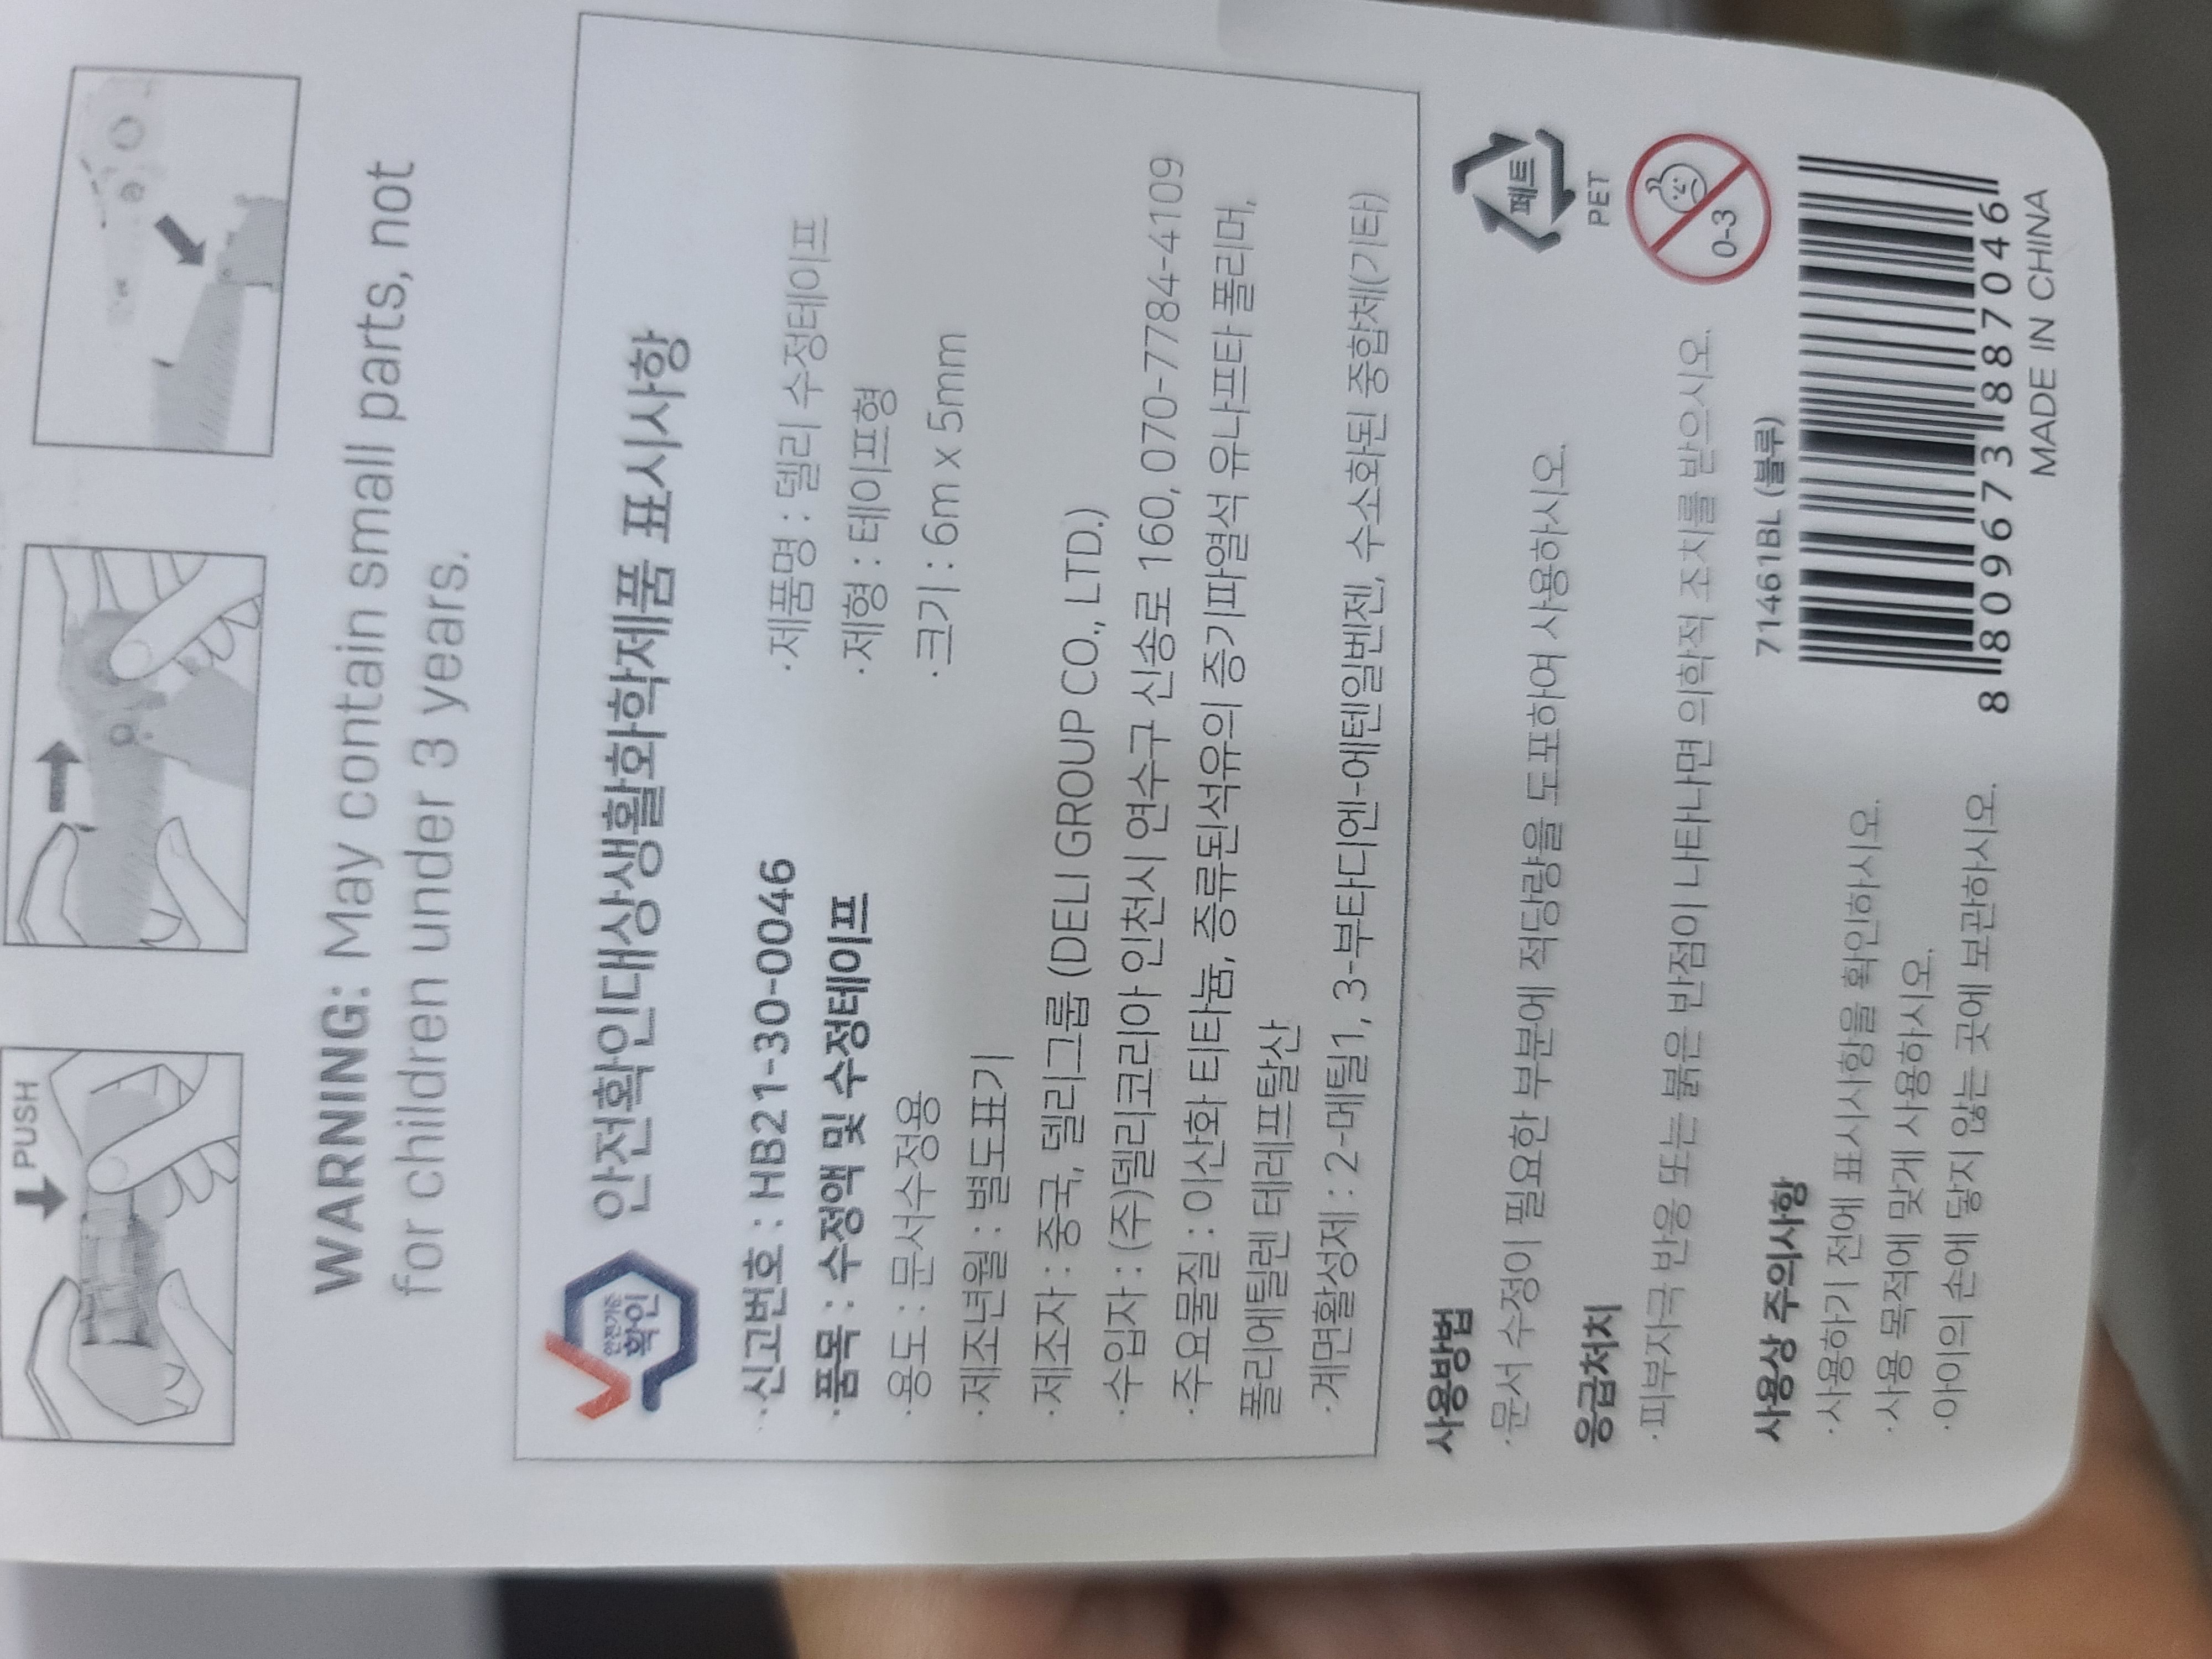 PUSH
WARNING: May contain small parts, not
for children under 3 years.
안전기준
확인
안전확인대상생활화학제품 표시사항
·신고번호 : HB21-30-0046
·제품명 : 델리 수정테이프
·품목 : 수정액 및 수정테이프
·제형 : 테이프형
·용도 : 문서수정용
·크기 : 6m x 5mm
·제조년월 : 별도표기
·제조자 : 중국, 델리그룹 (DELI GROUP CO., LTD.)
·수입자 : (주)델리코리아 인천시 연수구 신송로 160, 070-7784-4109
·주요물질 : 이산화 티타늄, 증류된석유의 증기파열석 유나프타 폴리머,
폴리에틸렌 테레프탈산
·계면활성제 : 2-메틸1, 3-부타디엔-에텐일벤젠, 수소화된 중합체(기타)
사용방법
·문서 수정이 필요한 부분에 적당량을 도포하여 사용하시오.
응급처치
·피부자극 반응 또는 붉은 반점이 나타나면 의학적 조치를 받으시오.
사용상 주의사항
·사용하기 전에 표시사항을 확인하시오.
·사용 목적에 맞게 사용하시오.
·아이의 손에 닿지 않는 곳에 보관하시오.
페트
PET
0-3
71461BL (블루)
8 809673 887046
MADE IN CHINA